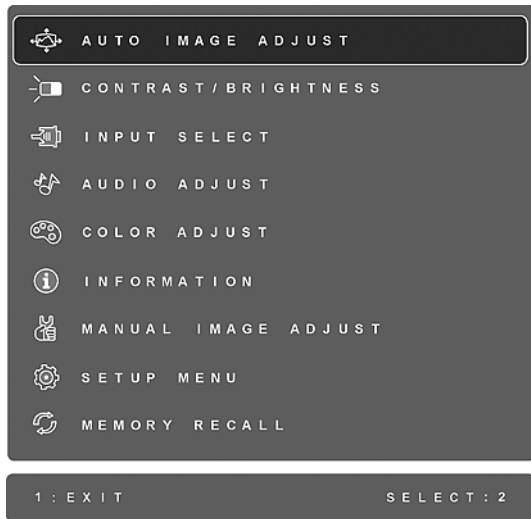 AUTO IMAGE ADJUST
CONTRAST/BRIGHTNESS
INPUT SELECT
AUDIO ADJUST
COLOR ADJUST
INFORMATION
MANUAL IMAGE ADJUST
SETUP MENU
MEMORY RECALL
1:EXIT SELECT:2